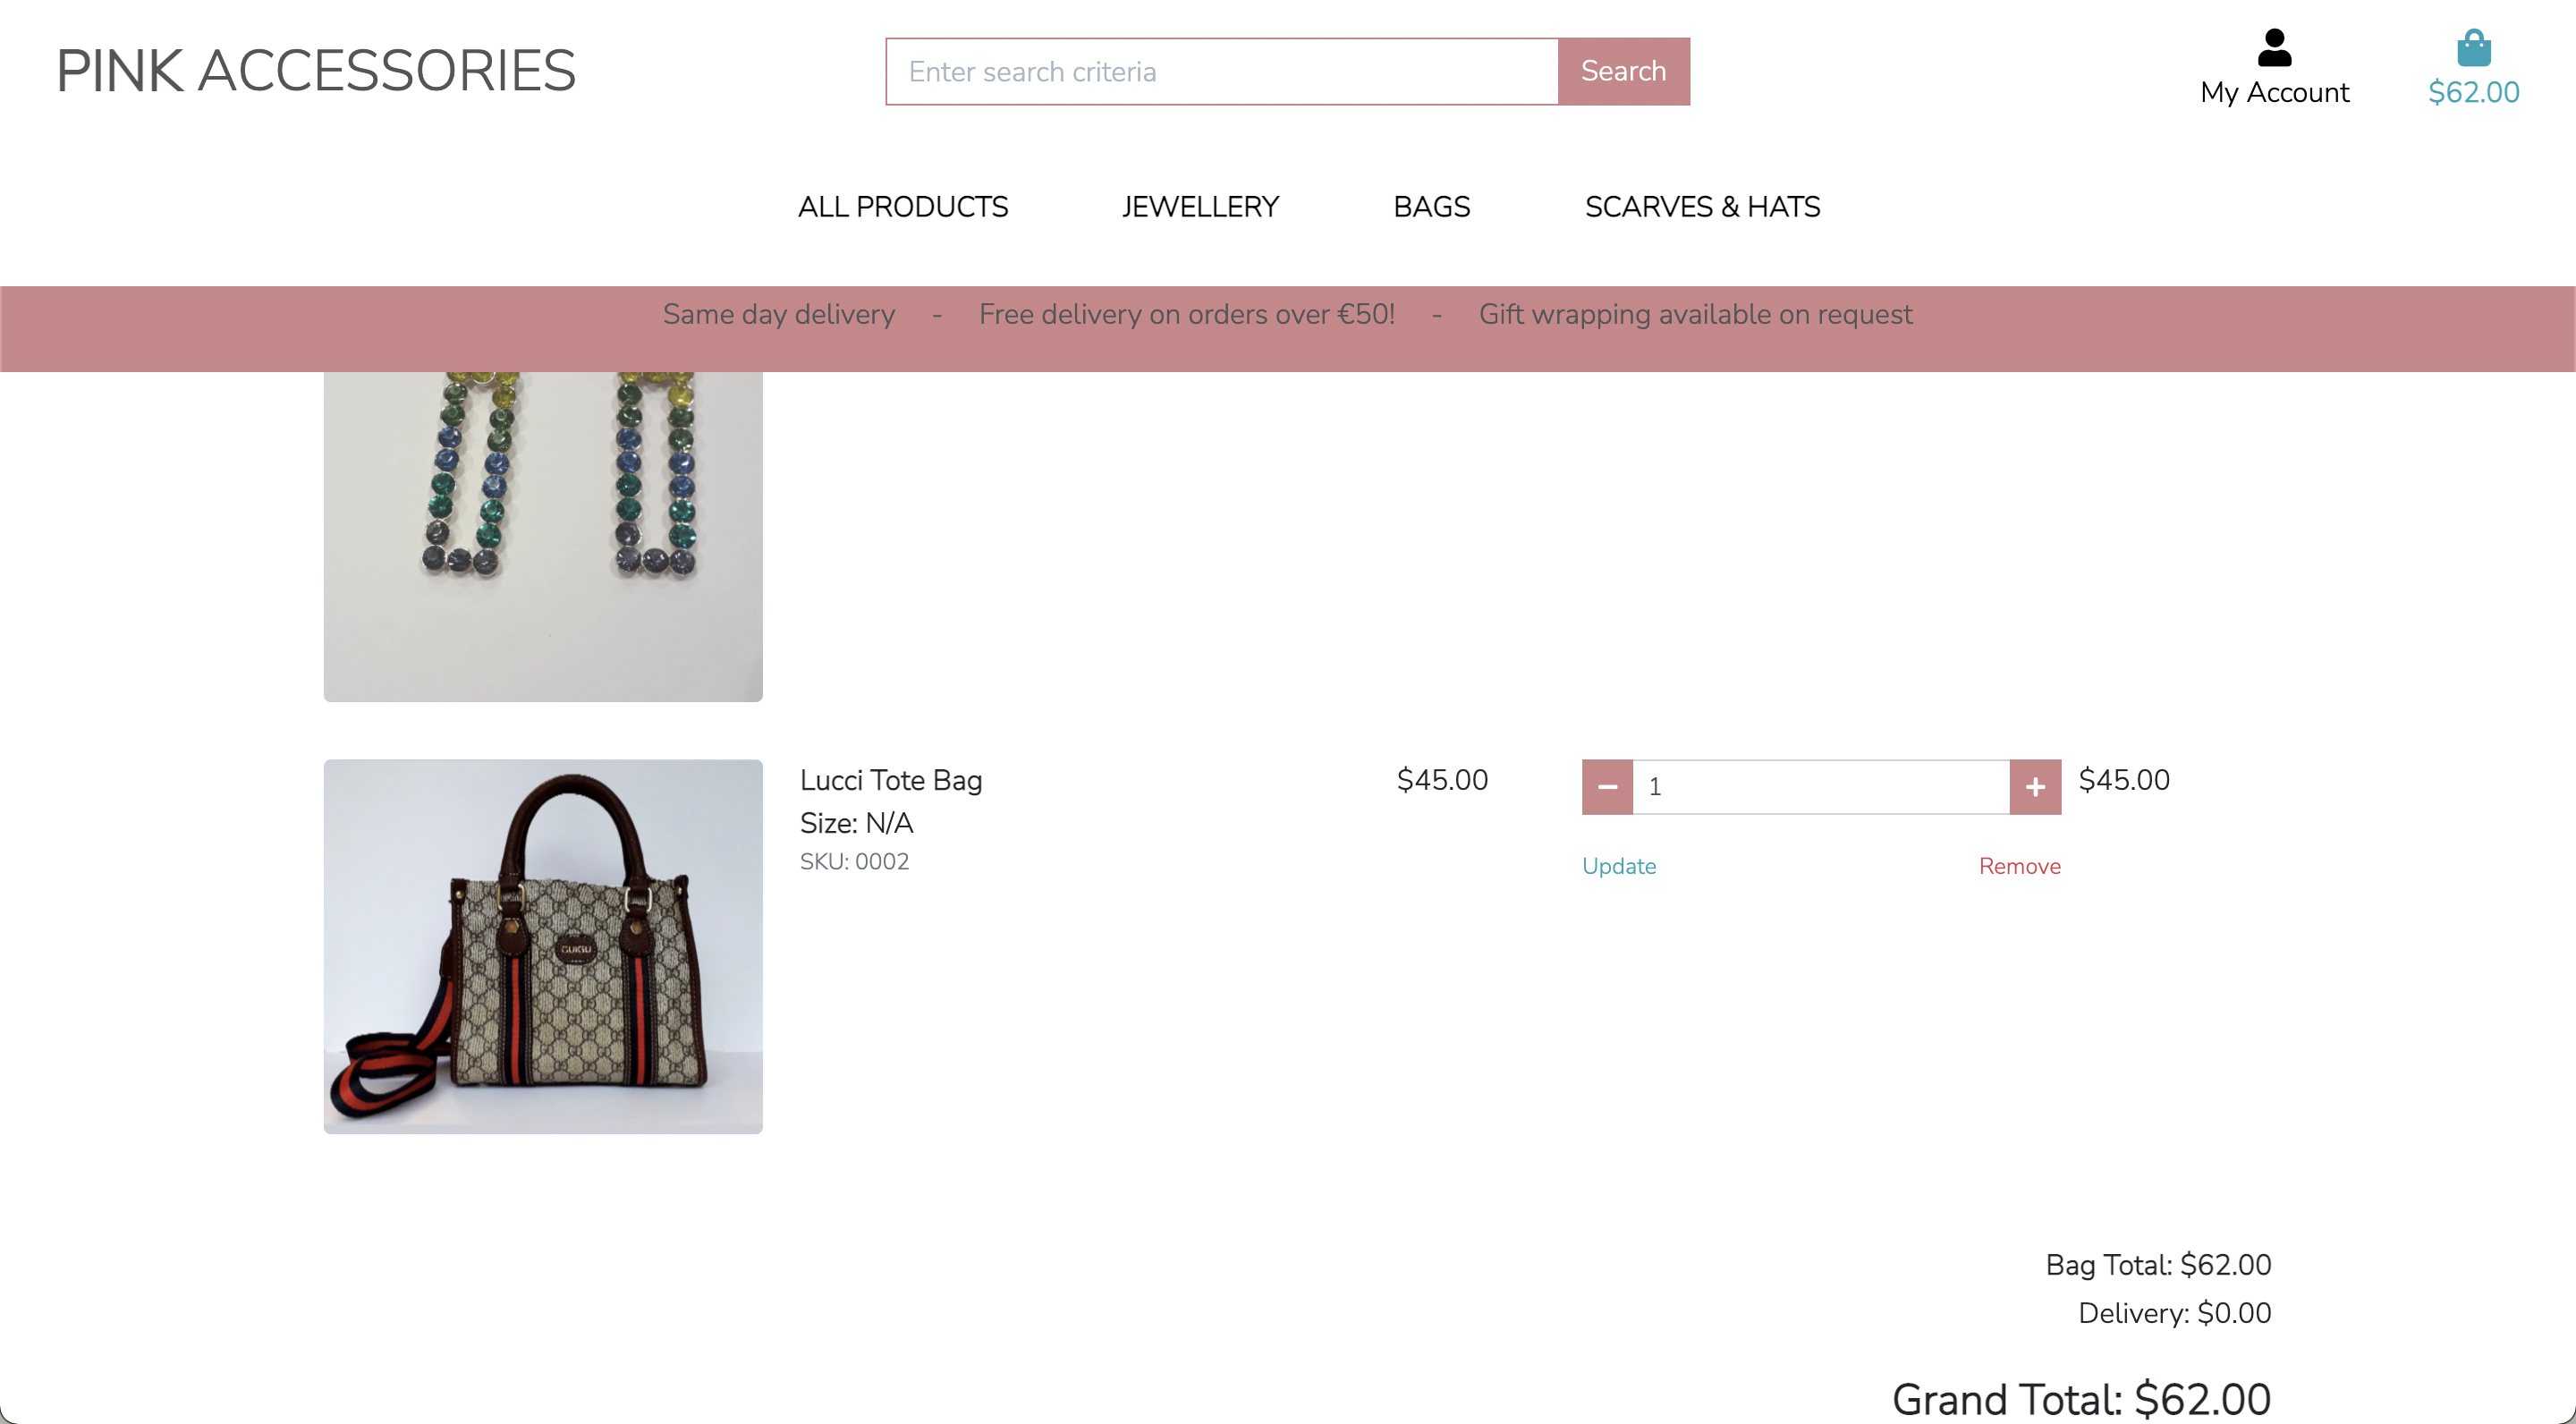 PINK ACCESSORIES
Enter search criteria
Search
My Account
$62.00
ALL PRODUCTS
JEWELLERY
BAGS
SCARVES & HATS
Same day delivery - Free delivery on orders over €50! - Gift wrapping available on request
Lucci Tote Bag
Size: N/A
SKU: 0002
$45.00
1
$45.00
Update
Remove
GUIGU
Bag Total: $62.00
Delivery: $0.00
Grand Total: $62.00